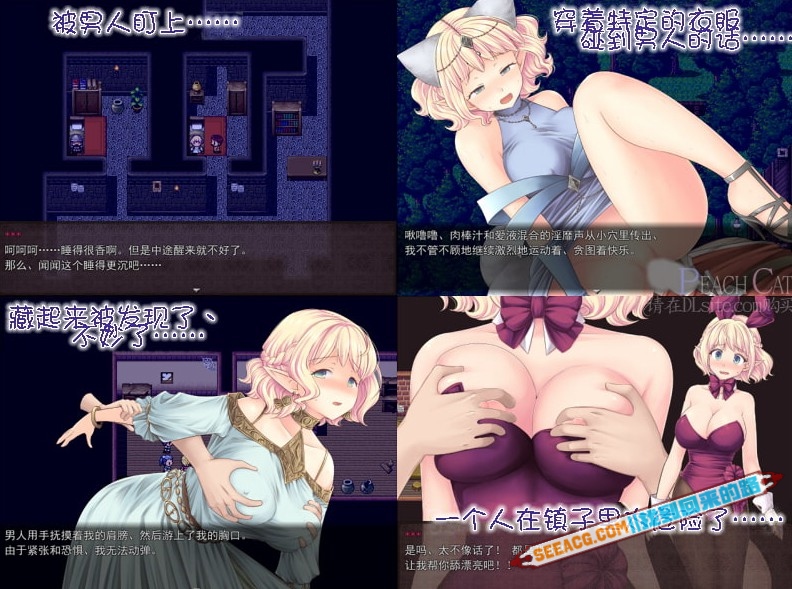 被男人盯上……
呵呵呵……睡得很香啊。但是中途醒来就不好了。
那么、闻闻这个睡得更沉吧……
穿着特定的衣服
碰到男人的话……
啾噜噜、肉棒汁和爱液混合的淫靡声从小穴里传出、
我不管不顾地继续激烈地运动着、贪图着快乐。
PEACH CAT
请在DLsite.com购买
藏起来被发现了、
不妙了……
男人用手抚摸着我的肩膀、然后游上了我的胸口。
由于紧张和恐惧、我无法动弹。
一个人在镇子里
危险了……
是吗、太不像话了！
让我帮你舔漂亮吧！
SEEACG.COM
找到回来的路